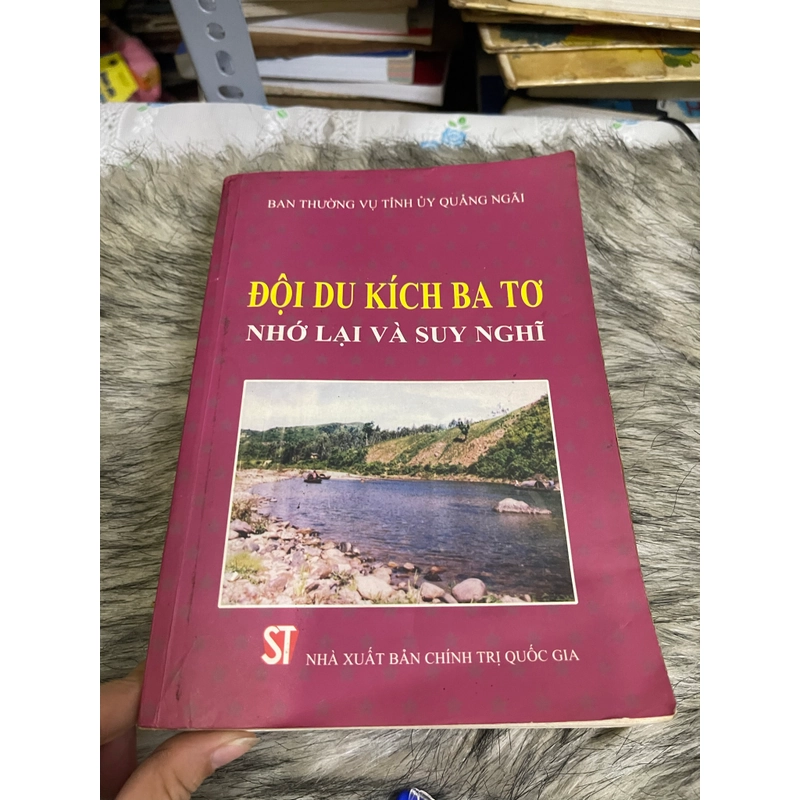 BAN THƯỜNG VỤ TỈNH ỦY QUẢNG NGÃI
ĐỘI DU KÍCH BA TƠ
NHỚ LẠI VÀ SUY NGHĨ
ST NHÀ XUẤT BẢN CHÍNH TRỊ QUỐC GIA